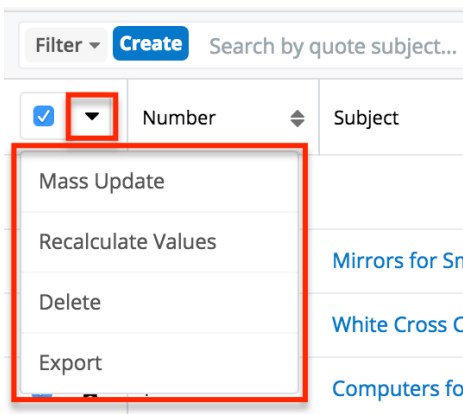 Filter Create Search by quote subject...
Number Subject
Mass Update
Recalculate Values
Mirrors for Sm
Delete
White Cross C
Export
Computers fo